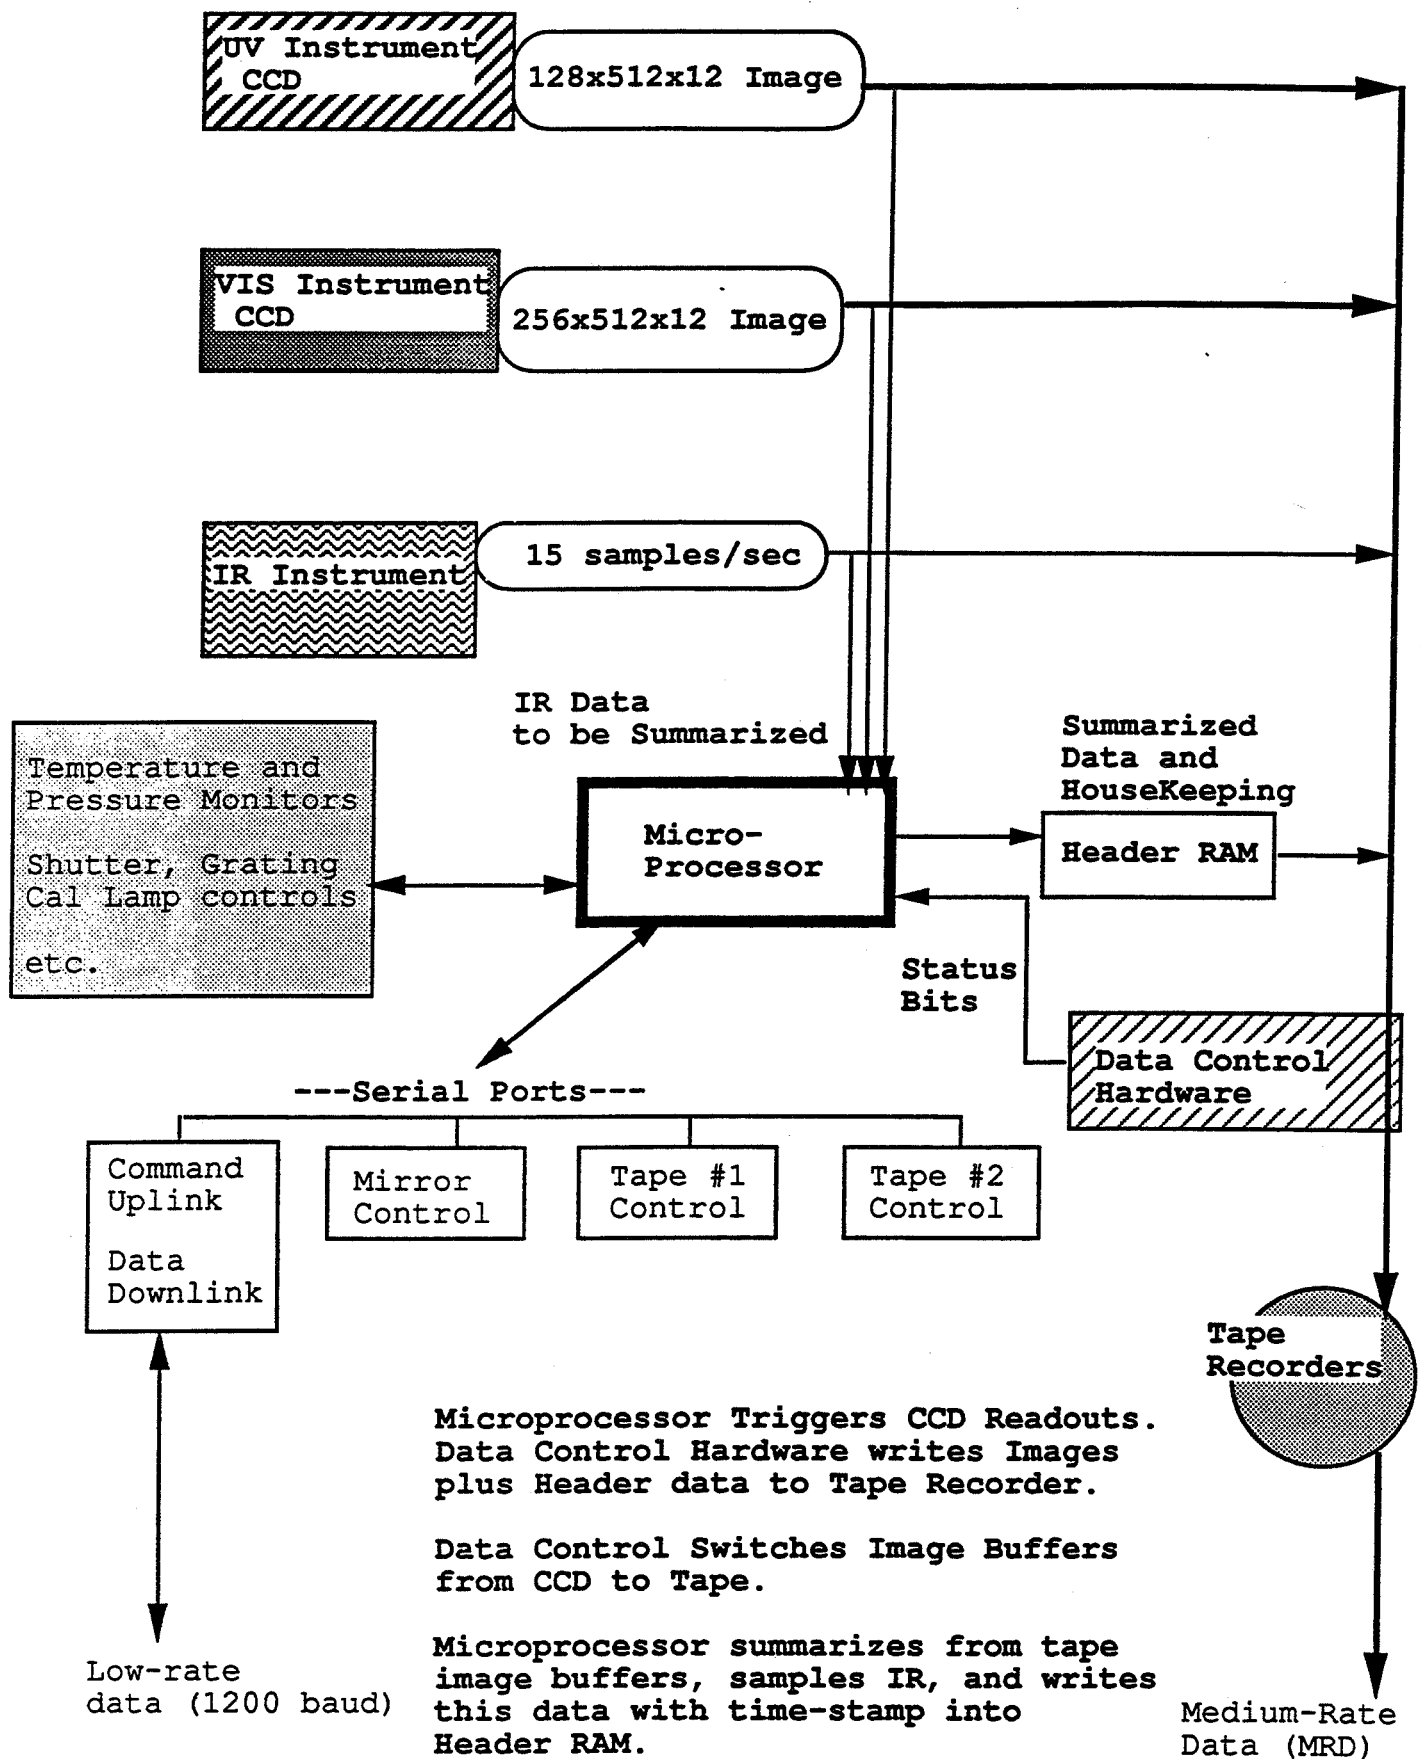 UV Instrument
CCD
128x512x12 Image
VIS Instrument
CCD
256x512x12 Image
IR Instrument
15 samples/sec
IR Data
to be Summarized
Summarized
Data and
HouseKeeping
Temperature and
Pressure Monitors
Shutter, Grating
Cal Lamp controls
etc.
Micro-
Processor
Header RAM
Status
Bits
Data Control
Hardware
---Serial Ports---
Command
Uplink
Data
Downlink
Mirror
Control
Tape #1
Control
Tape #2
Control
Tape
Recorders
Microprocessor Triggers CCD Readouts.
Data Control Hardware writes Images
plus Header data to Tape Recorder.
Data Control Switches Image Buffers
from CCD to Tape.
Microprocessor summarizes from tape
image buffers, samples IR, and writes
this data with time-stamp into
Header RAM.
Low-rate
data (1200 baud)
Medium-Rate
Data (MRD)